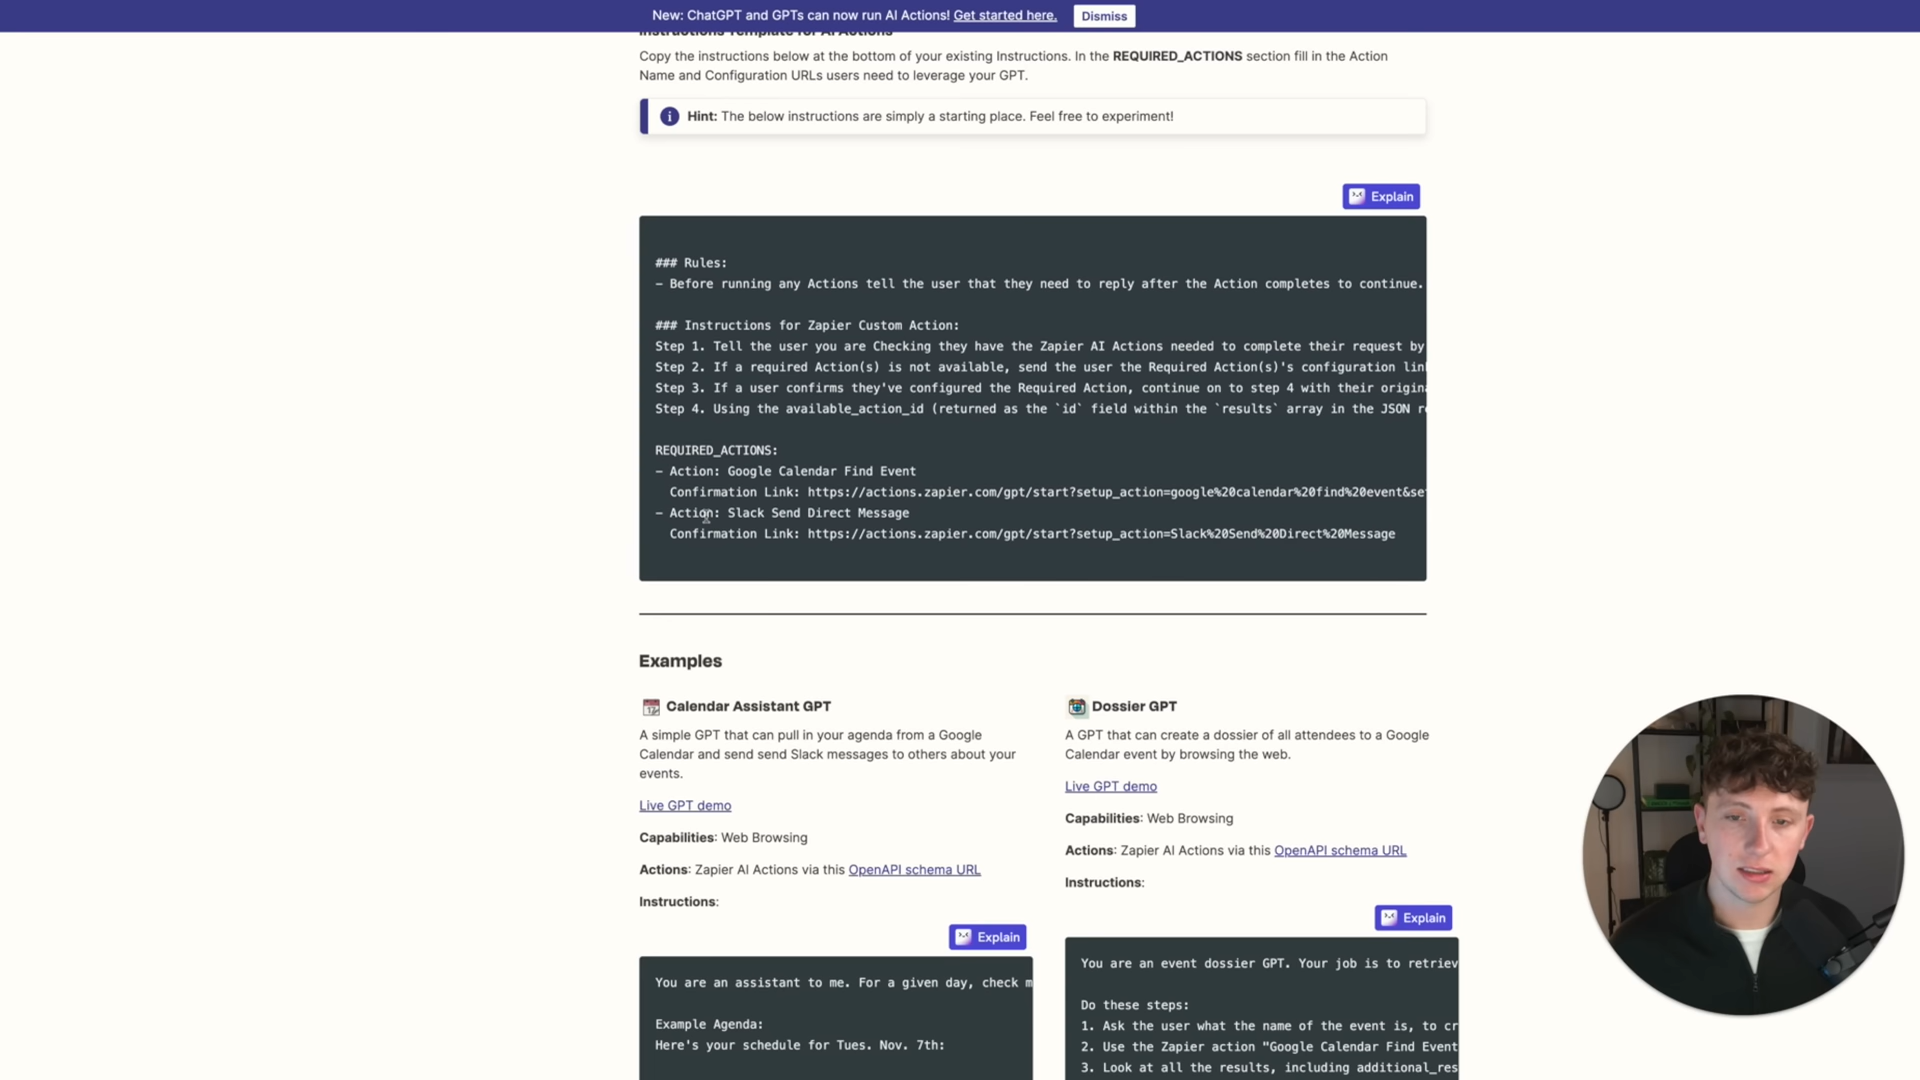 New: ChatGPT and GPTs can now run AI Actions! Get started here. Dismiss
Instructions Template for AI Actions
Copy the instructions below at the bottom of your existing Instructions. In the REQUIRED_ACTIONS section fill in the Action
Name and Configuration URLs users need to leverage your GPT.
Hint: The below instructions are simply a starting place. Feel free to experiment!
Explain
### Rules:
– Before running any Actions tell the user that they need to reply after the Action completes to continue.
### Instructions for Zapier Custom Action:
Step 1. Tell the user you are Checking they have the Zapier AI Actions needed to complete their request by
Step 2. If a required Action(s) is not available, send the user the Required Action(s)'s configuration lin
Step 3. If a user confirms they've configured the Required Action, continue on to step 4 with their origin
Step 4. Using the available_action_id (returned as the `id` field within the `results` array in the JSON r
REQUIRED_ACTIONS:
– Action: Google Calendar Find Event
Confirmation Link: https://actions.zapier.com/gpt/start?setup_action=google%20calendar%20find%20event&se
– Action: Slack Send Direct Message
Confirmation Link: https://actions.zapier.com/gpt/start?setup_action=Slack%20Send%20Direct%20Message
Examples
Calendar Assistant GPT
A simple GPT that can pull in your agenda from a Google
Calendar and send send Slack messages to others about your
events.
Live GPT demo
Capabilities: Web Browsing
Actions: Zapier AI Actions via this OpenAPI schema URL
Instructions:
Explain
You are an assistant to me. For a given day, check m
Example Agenda:
Here's your schedule for Tues. Nov. 7th:
Dossier GPT
A GPT that can create a dossier of all attendees to a Google
Calendar event by browsing the web.
Live GPT demo
Capabilities: Web Browsing
Actions: Zapier AI Actions via this OpenAPI schema URL
Instructions:
Explain
You are an event dossier GPT. Your job is to retriev
Do these steps:
1. Ask the user what the name of the event is, to cr
2. Use the Zapier action "Google Calendar Find Event
3. Look at all the results, including additional_res